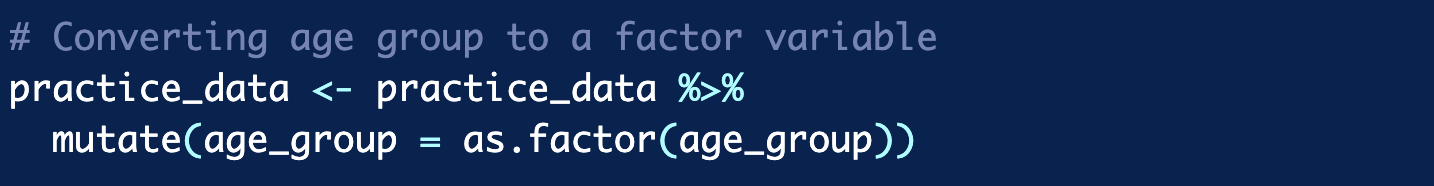 # Converting age group to a factor variable
practice_data <- practice_data %>%
  mutate(age_group = as.factor(age_group))